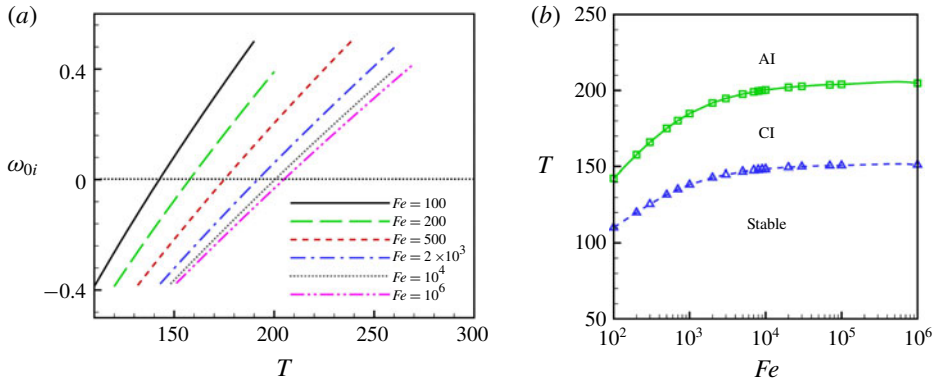 (a)
0.4
0
−0.4
ω0i
150
200
250
300
T
Fe = 100
Fe = 200
Fe = 500
Fe = 2 ×10³
Fe = 10⁴
Fe = 10⁶
(b)
250
200
150
100
50
T
AI
CI
Stable
10² 10³ 10⁴ 10⁵ 10⁶
Fe